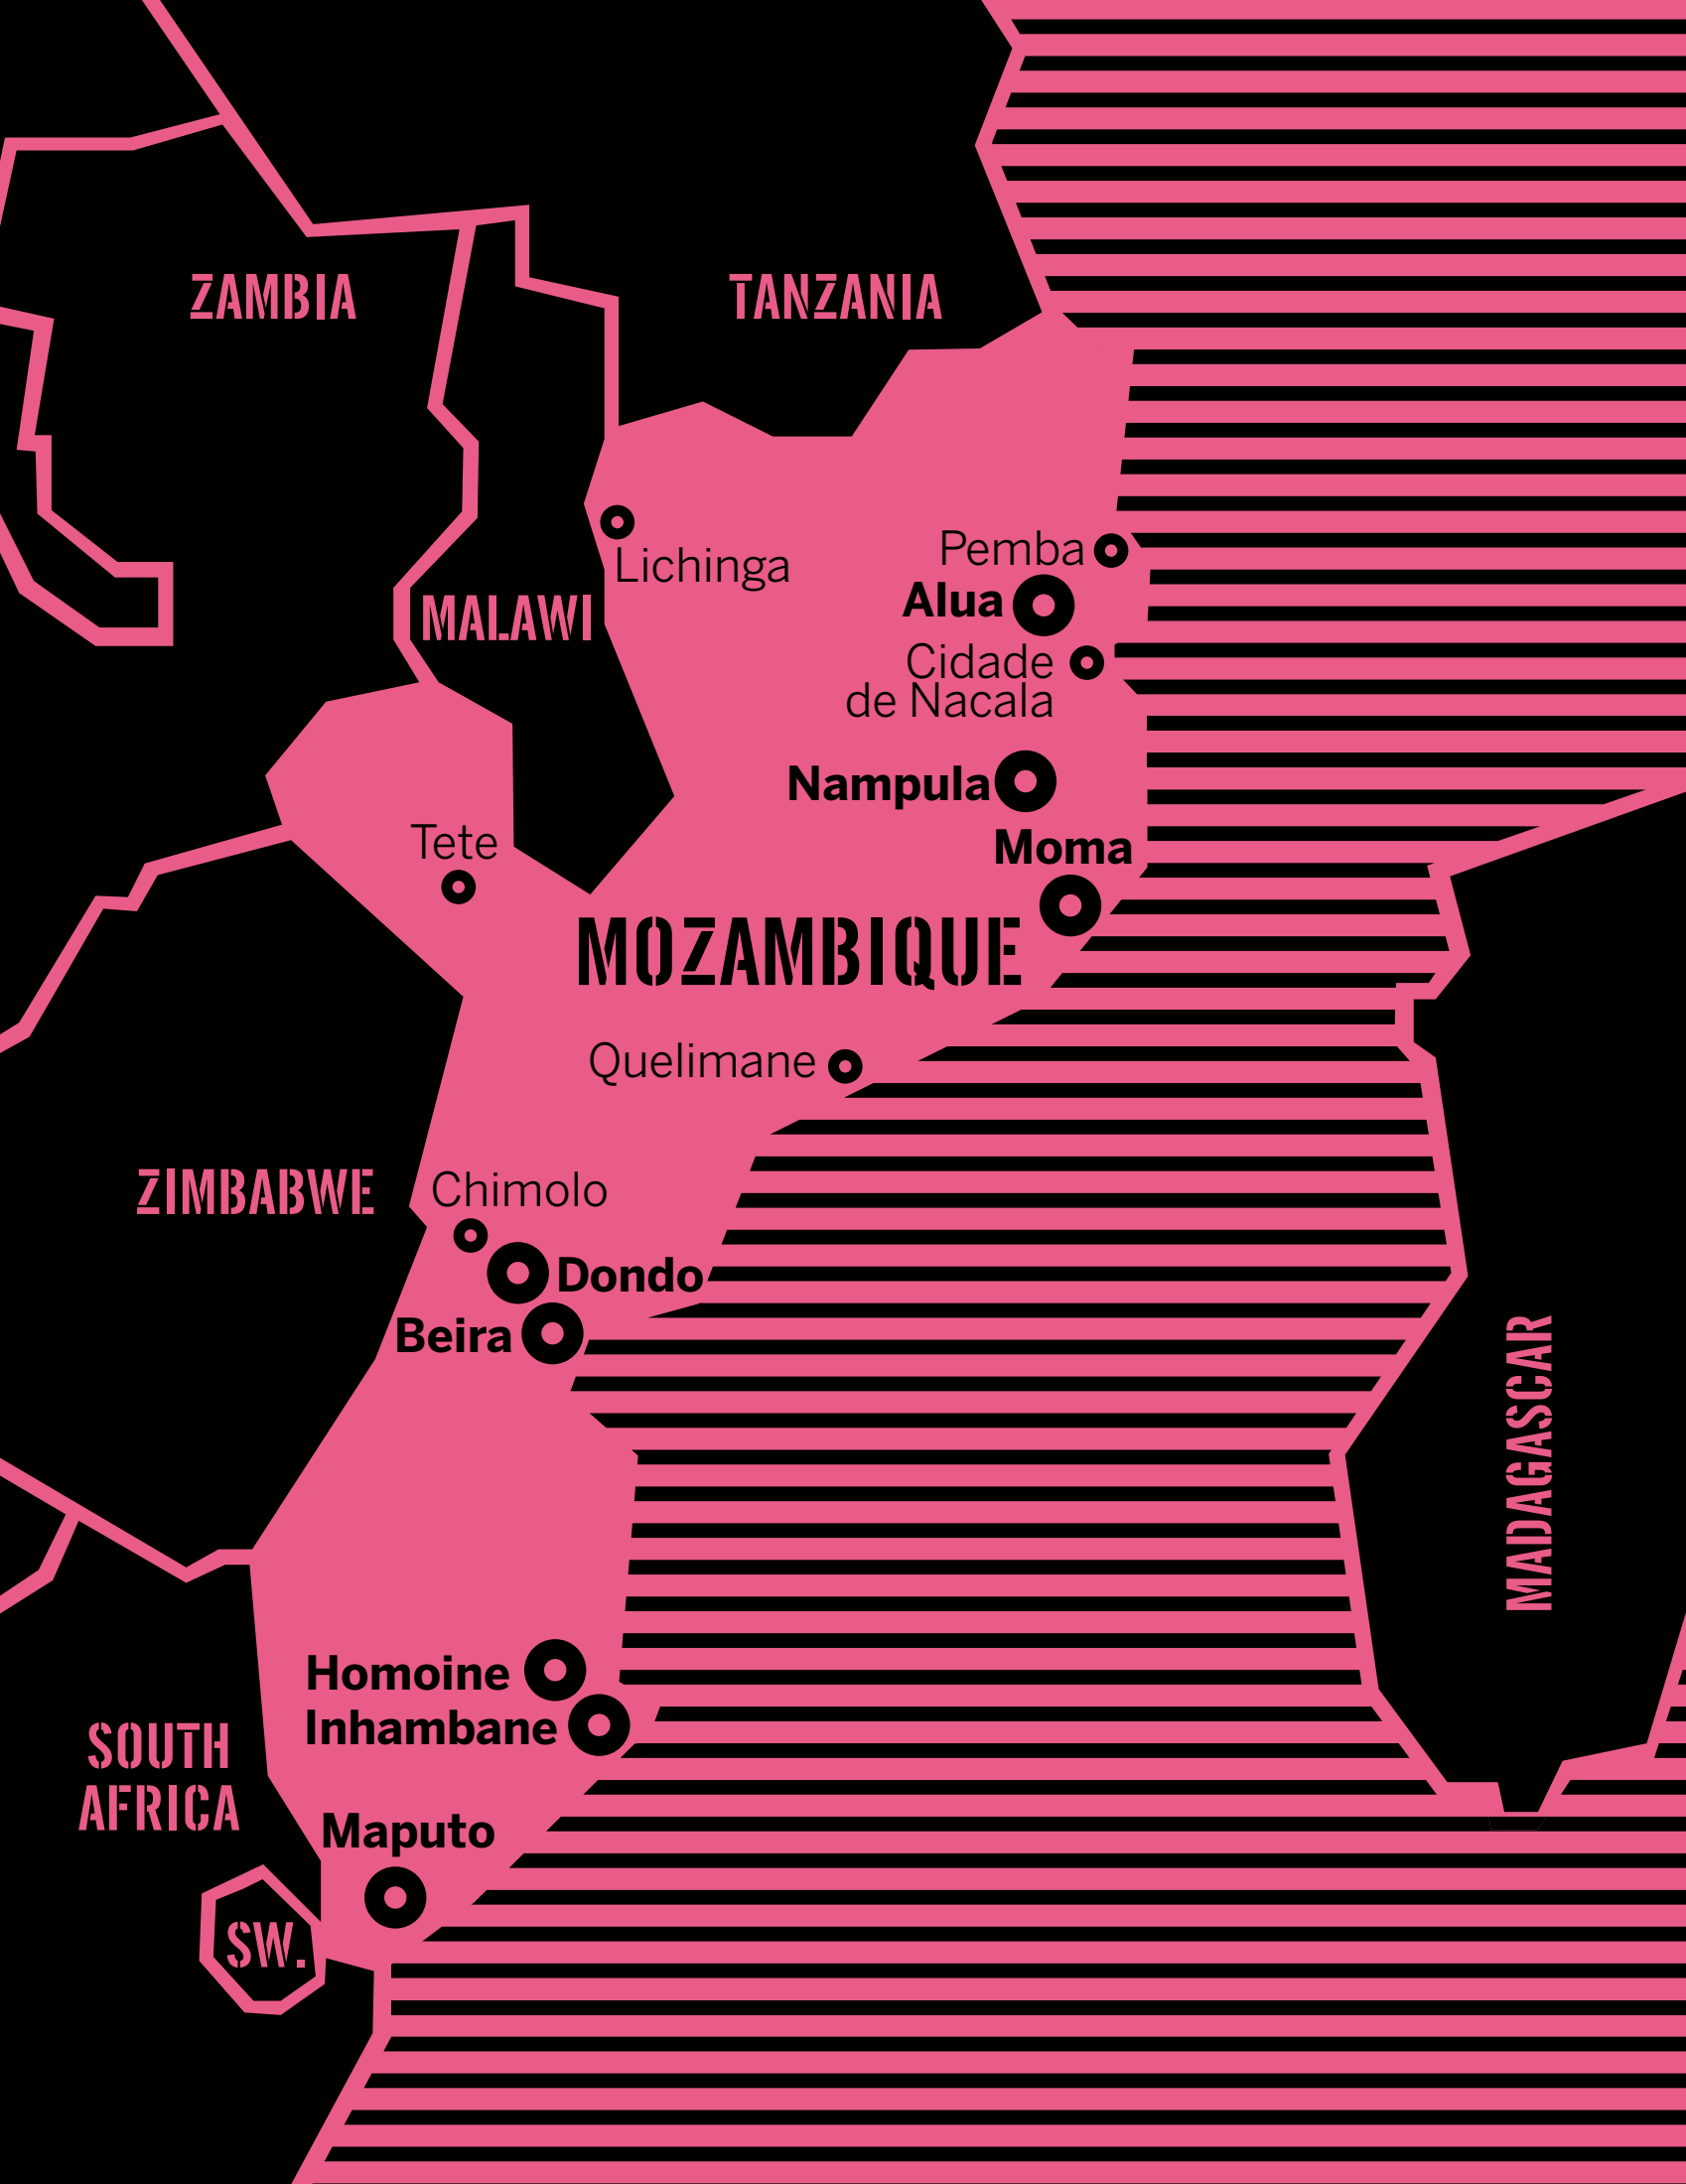 ZAMBIA
TANZANIA
Pemba
Lichinga
Alua
MALAWI
Cidade
de Nacala
Nampula
Tete
Moma
MOZAMBIQUE
Quelimane
ZIMBABWE
Chimolo
Dondo
Beira
MADAGASCAR
Homoine
Inhambane
SOUTH
AFRICA
Maputo
SW.